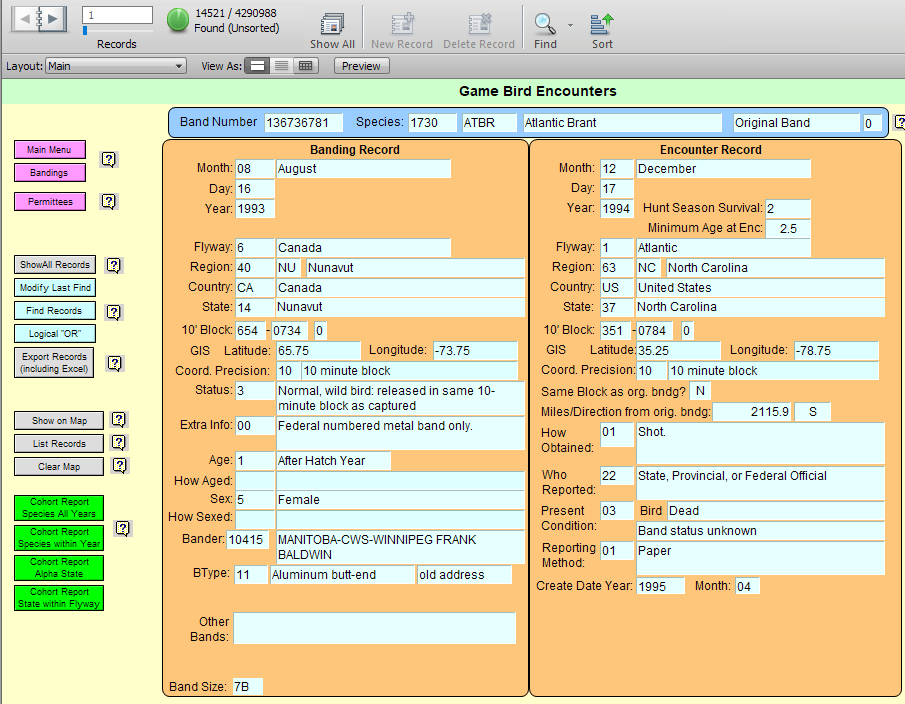 1
14521 / 4290988
Found (Unsorted)
Records
Show All
New Record
Delete Record
Find
Sort
Layout: Main
View As:
Preview
Game Bird Encounters
Band Number 136736781 Species: 1730 ATBR Atlantic Brant Original Band 0 ?
Main Menu
?
Bandings
Permittees ?
ShowAll Records ?
Modify Last Find
Find Records ?
Logical "OR"
Export Records
(including Excel) ?
Show on Map ?
List Records ?
Clear Map ?
Cohort Report
Species All Years
?
Cohort Report
Species within Year
Cohort Report
Alpha State
Cohort Report
State within Flyway
Banding Record
Month: 08 August
Day: 16
Year: 1993
Flyway: 6 Canada
Region: 40 NU Nunavut
Country: CA Canada
State: 14 Nunavut
10' Block: 654 - 0734 0
GIS Latitude: 65.75 Longitude: -73.75
Coord. Precision: 10 10 minute block
Status: 3 Normal, wild bird: released in same 10-
minute block as captured
Extra Info: 00 Federal numbered metal band only.
Age: 1 After Hatch Year
How Aged:
Sex: 5 Female
How Sexed:
Bander: 10415 MANITOBA-CWS-WINNIPEG FRANK
BALDWIN
BType: 11 Aluminum butt-end old address
Other
Bands:
Band Size: 7B
Encounter Record
Month: 12 December
Day: 17
Year: 1994 Hunt Season Survival: 2
Minimum Age at Enc: 2.5
Flyway: 1 Atlantic
Region: 63 NC North Carolina
Country: US United States
State: 37 North Carolina
10' Block: 351 - 0784 0
GIS Latitude: 35.25 Longitude: -78.75
Coord. Precision: 10 10 minute block
Same Block as org. bndg? N
Miles/Direction from orig. bndg: 2115.9 S
How
Obtained: 01 Shot.
Who
Reported: 22 State, Provincial, or Federal Official
Present
Condition: 03 Bird Dead
Band status unknown
Reporting
Method: 01 Paper
Create Date Year: 1995 Month: 04